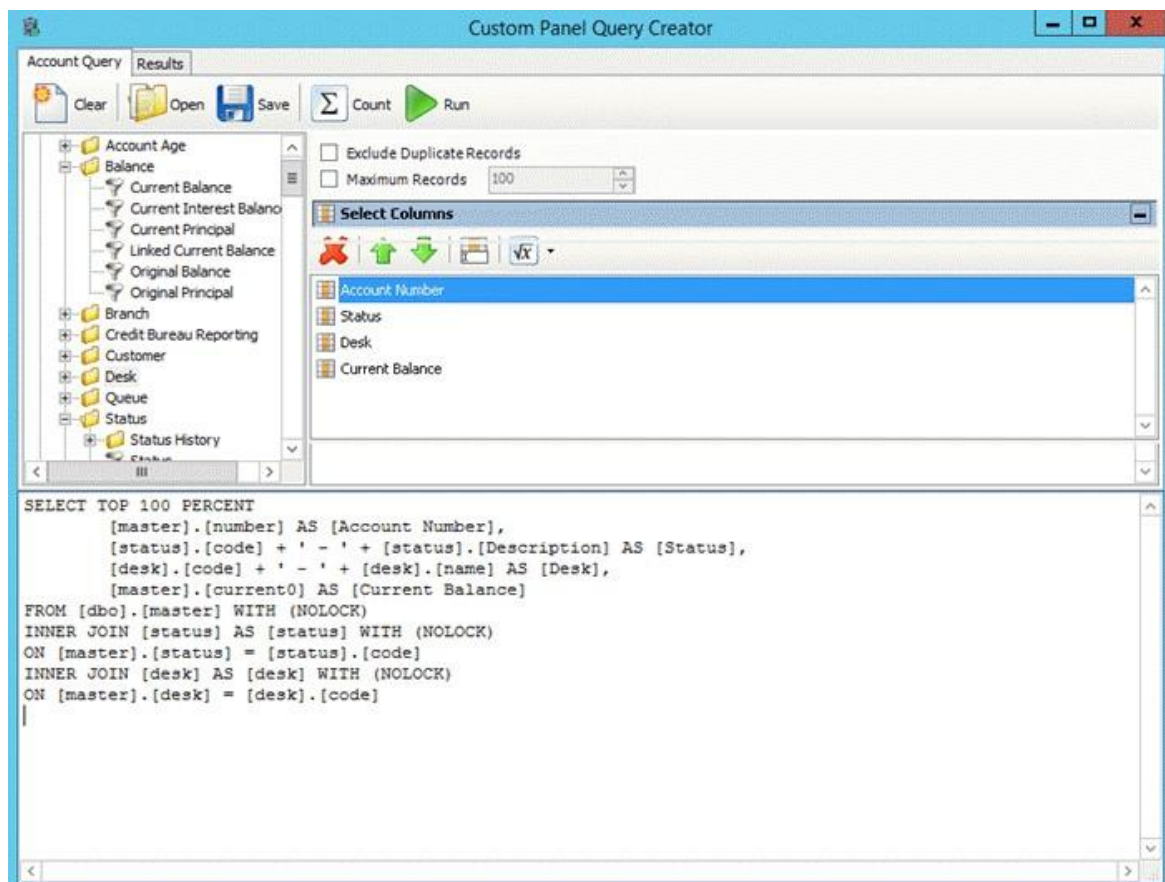 Custom Panel Query Creator
Account Query Results
Clear Open Save Count Run
Account Age
Balance
Current Balance
Current Interest Balanc
Current Principal
Linked Current Balance
Original Balance
Original Principal
Branch
Credit Bureau Reporting
Customer
Desk
Queue
Status
Status History
Status
Exclude Duplicate Records
Maximum Records 100
Select Columns
√x
Account Number
Status
Desk
Current Balance
SELECT TOP 100 PERCENT
[master].[number] AS [Account Number],
[status].[code] + ' - ' + [status].[Description] AS [Status],
[desk].[code] + ' - ' + [desk].[name] AS [Desk],
[master].[current0] AS [Current Balance]
FROM [dbo].[master] WITH (NOLOCK)
INNER JOIN [status] AS [status] WITH (NOLOCK)
ON [master].[status] = [status].[code]
INNER JOIN [desk] AS [desk] WITH (NOLOCK)
ON [master].[desk] = [desk].[code]